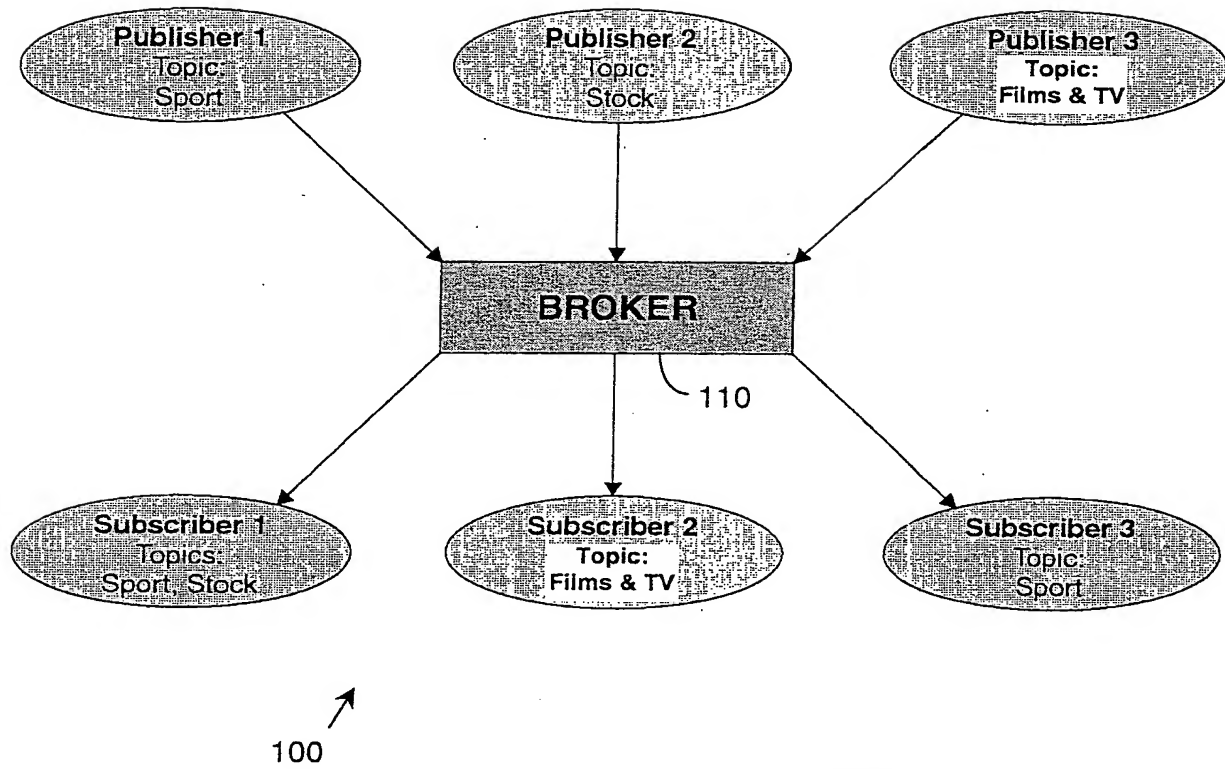 Publisher 1
Topic:
Sport
Publisher 2
Topic:
Stock
Publisher 3
Topic:
Films & TV
BROKER
110
Subscriber 1
Topics:
Sport, Stock
Subscriber 2
Topic:
Films & TV
Subscriber 3
Topic:
Sport
100